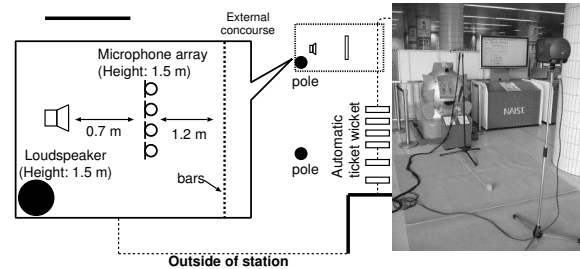 External
concourse
Microphone array
(Height: 1.5 m)
0.7 m
1.2 m
Loudspeaker
(Height: 1.5 m)
bars
pole
pole
Automatic
ticket wicket
Outside of station
NAIST